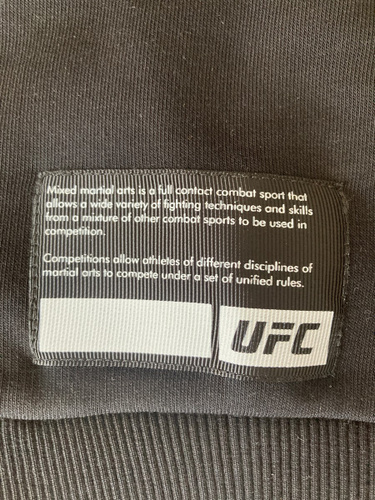 Mixed martial arts is a full contact combat sport that
allows a wide variety of fighting techniques and skills
from a mixture of other combat sports to be used in
competition.
Competitions allow athletes of different disciplines of
martial arts to compete under a set of unified rules.
UFC